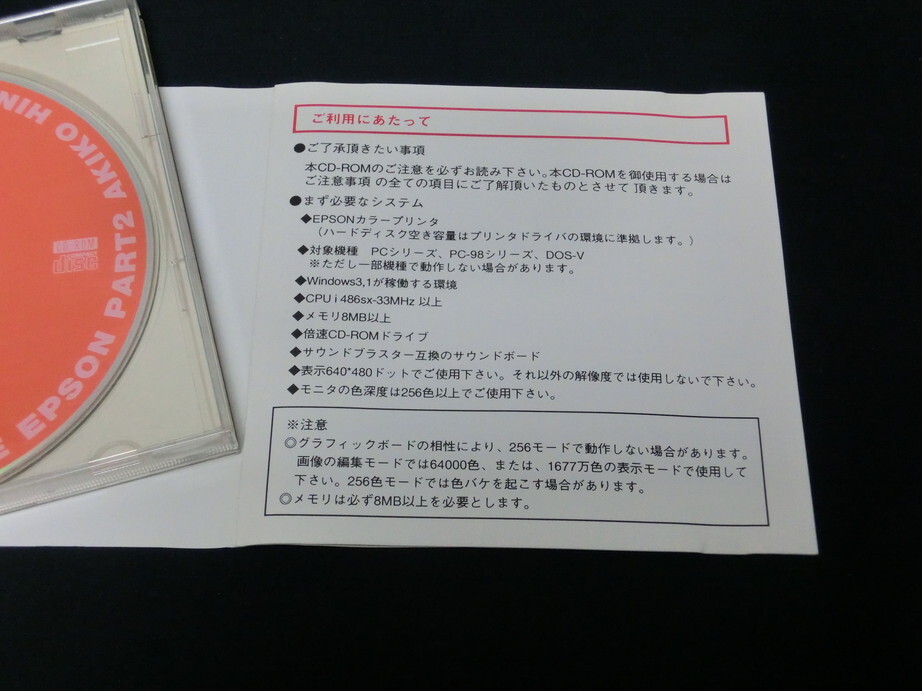 EPSON PART2 AKIKO HIN
disc
ご利用にあたって
●ご了承頂きたい事項
本CD-ROMのご注意を必ずお読み下さい。本CD-ROMを御使用する場合は
ご注意事項 の全ての項目にご了解頂いたものとさせて 頂きます。
●まず必要なシステム
◆EPSONカラープリンタ
（ハードディスク空き容量はプリンタドライバの環境に準拠します。）
◆対象機種　PCシリーズ、PC-98シリーズ、DOS-V
※ただし一部機種で動作しない場合があります。
◆Windows3,1が稼働する環境
◆CPU i 486sx-33MHz 以上
◆メモリ8MB以上
◆倍速CD-ROMドライブ
◆サウンドブラスター互換のサウンドボード
◆表示640*480ドットでご使用下さい。それ以外の解像度では使用しないで下さい。
◆モニタの色深度は256色以上でご使用下さい。
※注意
◎グラフィックボードの相性により、256モードで動作しない場合があります。
画像の編集モードでは64000色、または、1677万色の表示モードで使用して
下さい。256色モードでは色バケを起こす場合があります。
◎メモリは必ず8MB以上を必要とします。